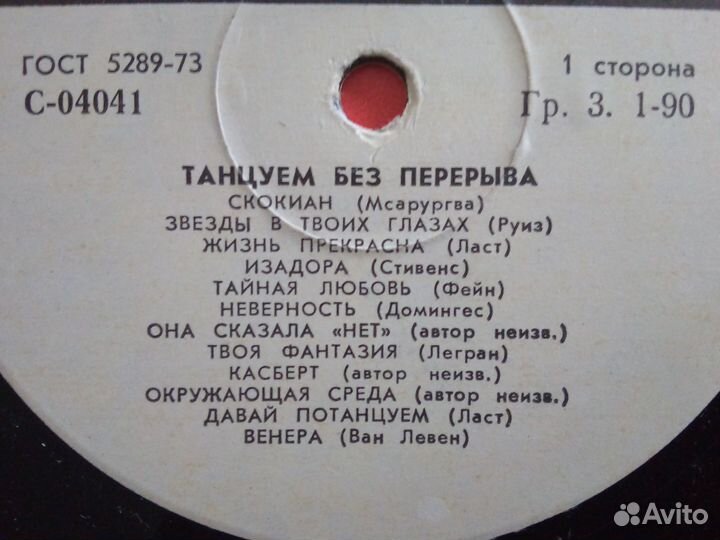 ГОСТ 5289-73
1 сторона
С-04041
Гр. 3. 1-90
ТАНЦУЕМ БЕЗ ПЕРЕРЫВА
СКОКИАН (Мсарургва)
ЗВЕЗДЫ В ТВОИХ ГЛАЗАХ (Руиз)
ЖИЗНЬ ПРЕКРАСНА (Ласт)
ИЗАДОРА (Стивенс)
ТАЙНАЯ ЛЮБОВЬ (Фейн)
НЕВЕРНОСТЬ (Домингес)
ОНА СКАЗАЛА «НЕТ» (автор неизв.)
ТВОЯ ФАНТАЗИЯ (Легран)
КАСБЕРТ (автор неизв.)
ОКРУЖАЮЩАЯ СРЕДА (автор неизв.)
ДАВАЙ ПОТАНЦУЕМ (Ласт)
ВЕНЕРА (Ван Левен)
Avito